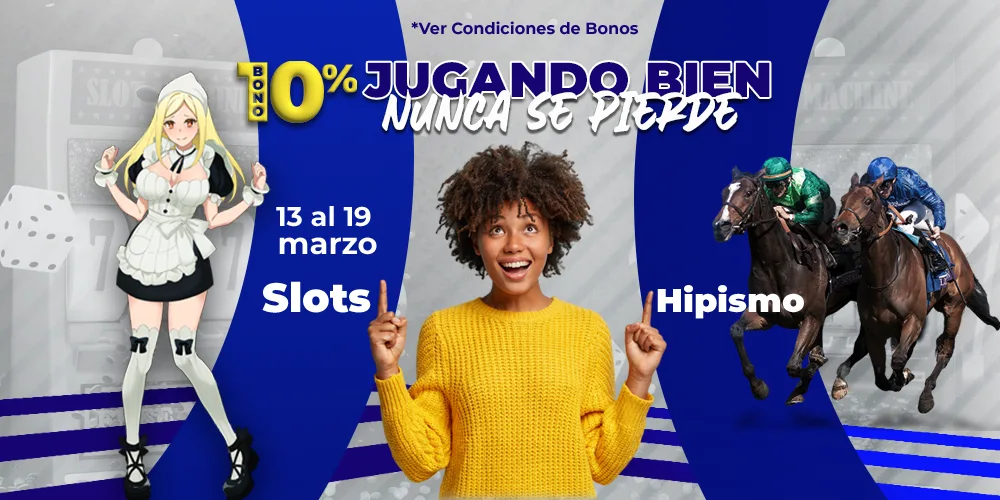 *Ver Condiciones de Bonos
BONO
10% JUGANDO BIEN
NUNCA SE PIERDE
13 al 19
marzo
Slots
Hipismo